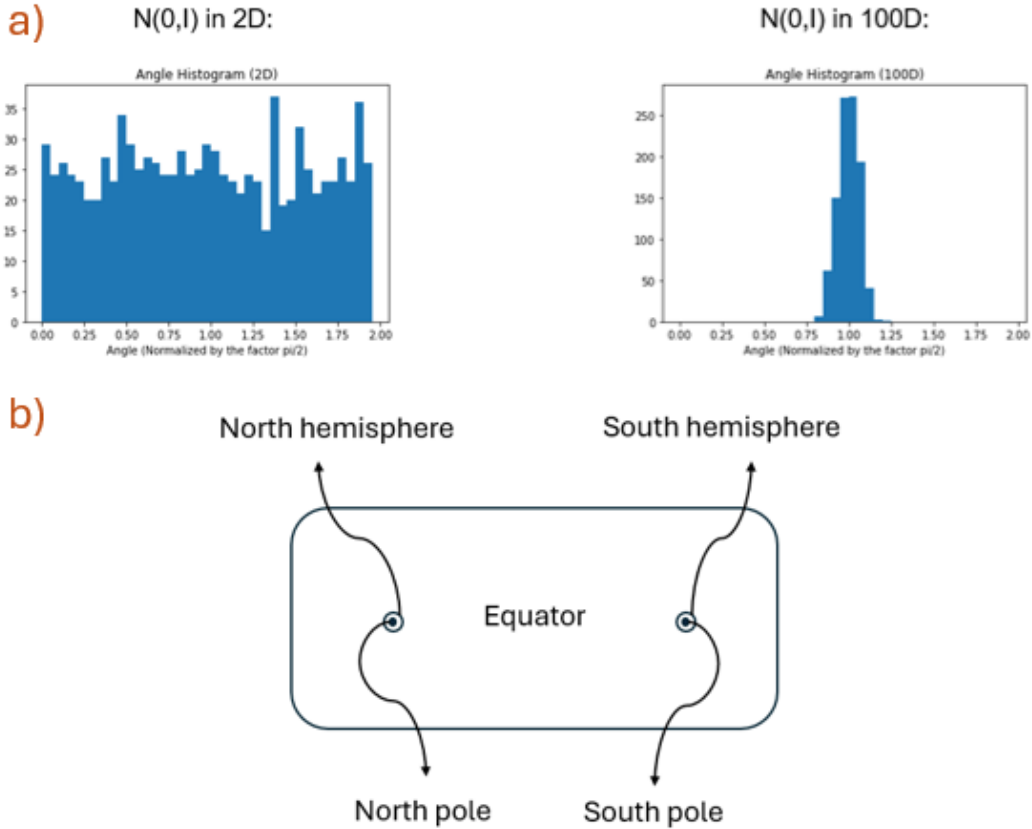 a)
N(0,I) in 2D:
N(0,I) in 100D:
Angle Histogram (2D)
35
30
25
20
15
10
5
0
0.00 0.25 0.50 0.75 1.00 1.25 1.50 1.75 2.00
Angle (Normalized by the factor pi/2)
Angle Histogram (100D)
250
200
150
100
50
0
0.00 0.25 0.50 0.75 1.00 1.25 1.50 1.75 2.00
Angle (Normalized by the factor pi/2)
b)
North hemisphere
South hemisphere
Equator
North pole
South pole